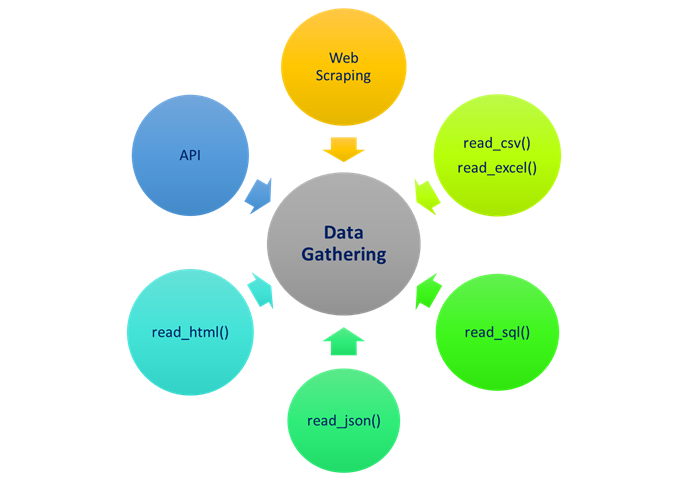 Web
Scraping
read_csv()
read_excel()
API
Data
Gathering
read_html()
read_sql()
read_json()